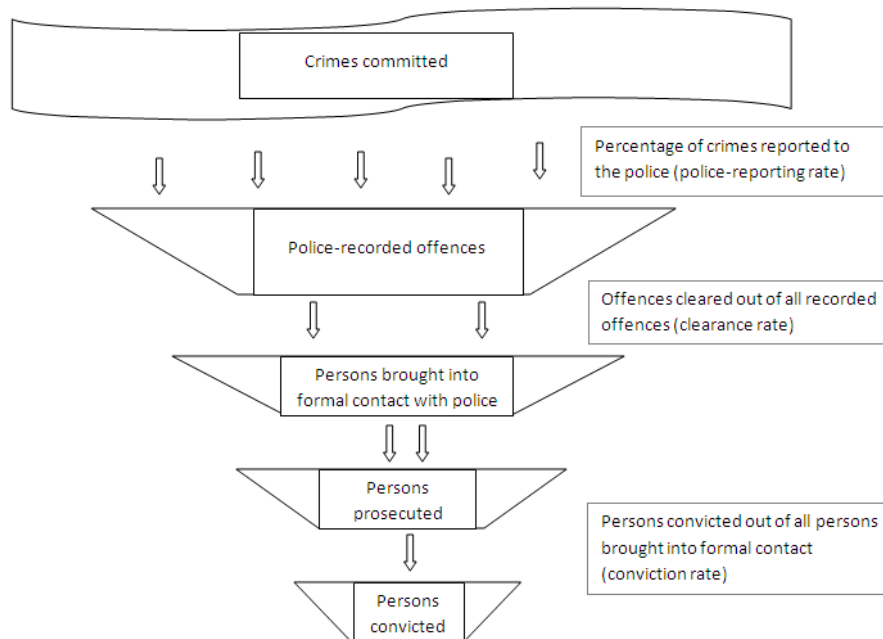 Crimes committed
Percentage of crimes reported to
the police (police-reporting rate)
Police-recorded offences
Offences cleared out of all recorded
offences (clearance rate)
Persons brought into
formal contact with police
Persons
prosecuted
Persons convicted out of all persons
brought into formal contact
(conviction rate)
Persons
convicted